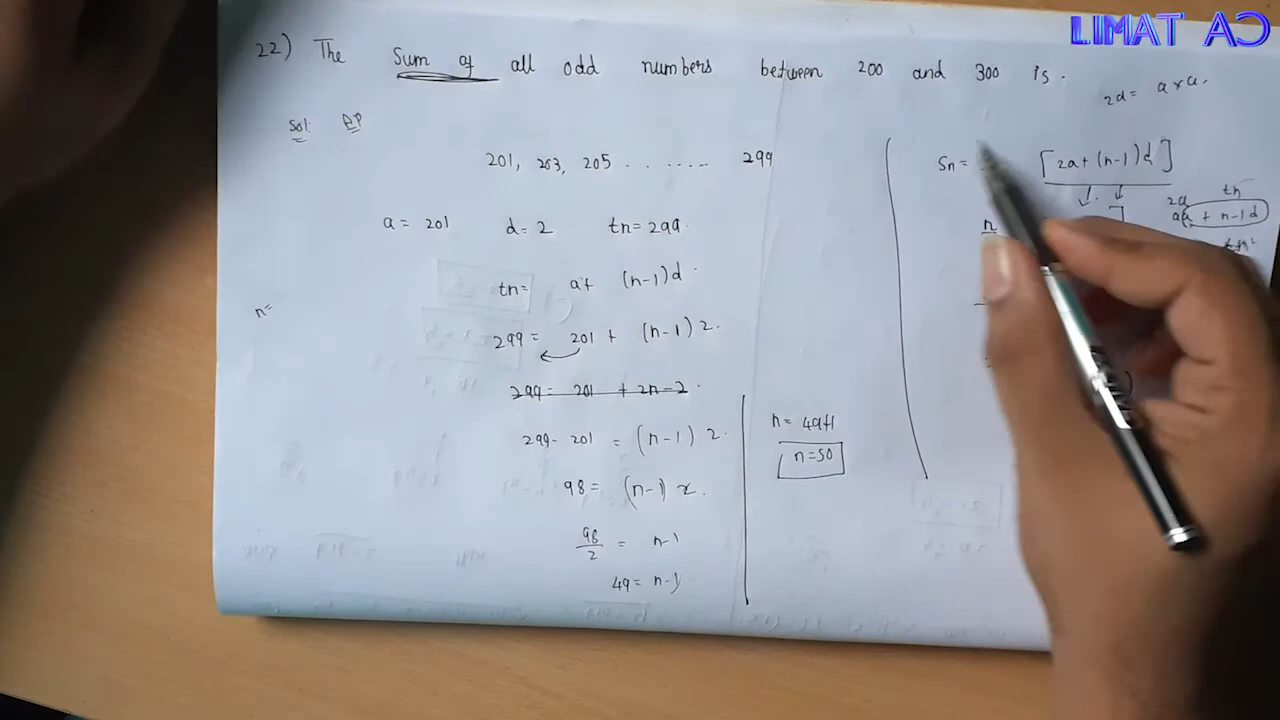 LIMAT AC
22) The Sum of all odd numbers between 200 and 300 is.
2a = a × a.
Sol: AP
201, 203, 205 . . ...... 299
a = 201 d = 2 tn = 299.
tn = a + (n-1) d.
n=
299 = 201 + (n-1) 2.
299 = 201 + 2n - 2.
299 - 201 = (n-1) 2.
98 = (n-1) 2.
98/2 = n-1
49 = n-1
n = 49+1
n = 50
Sn = [2a + (n-1) d]
tn
2a
a + n-1 d
n